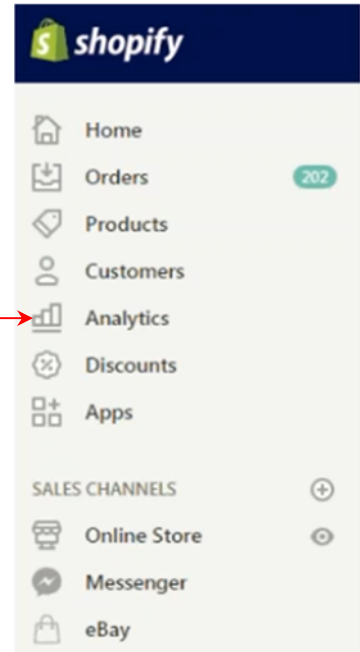 shopify
Home
Orders 202
Products
Customers
Analytics
Discounts
Apps
SALES CHANNELS
Online Store
Messenger
eBay